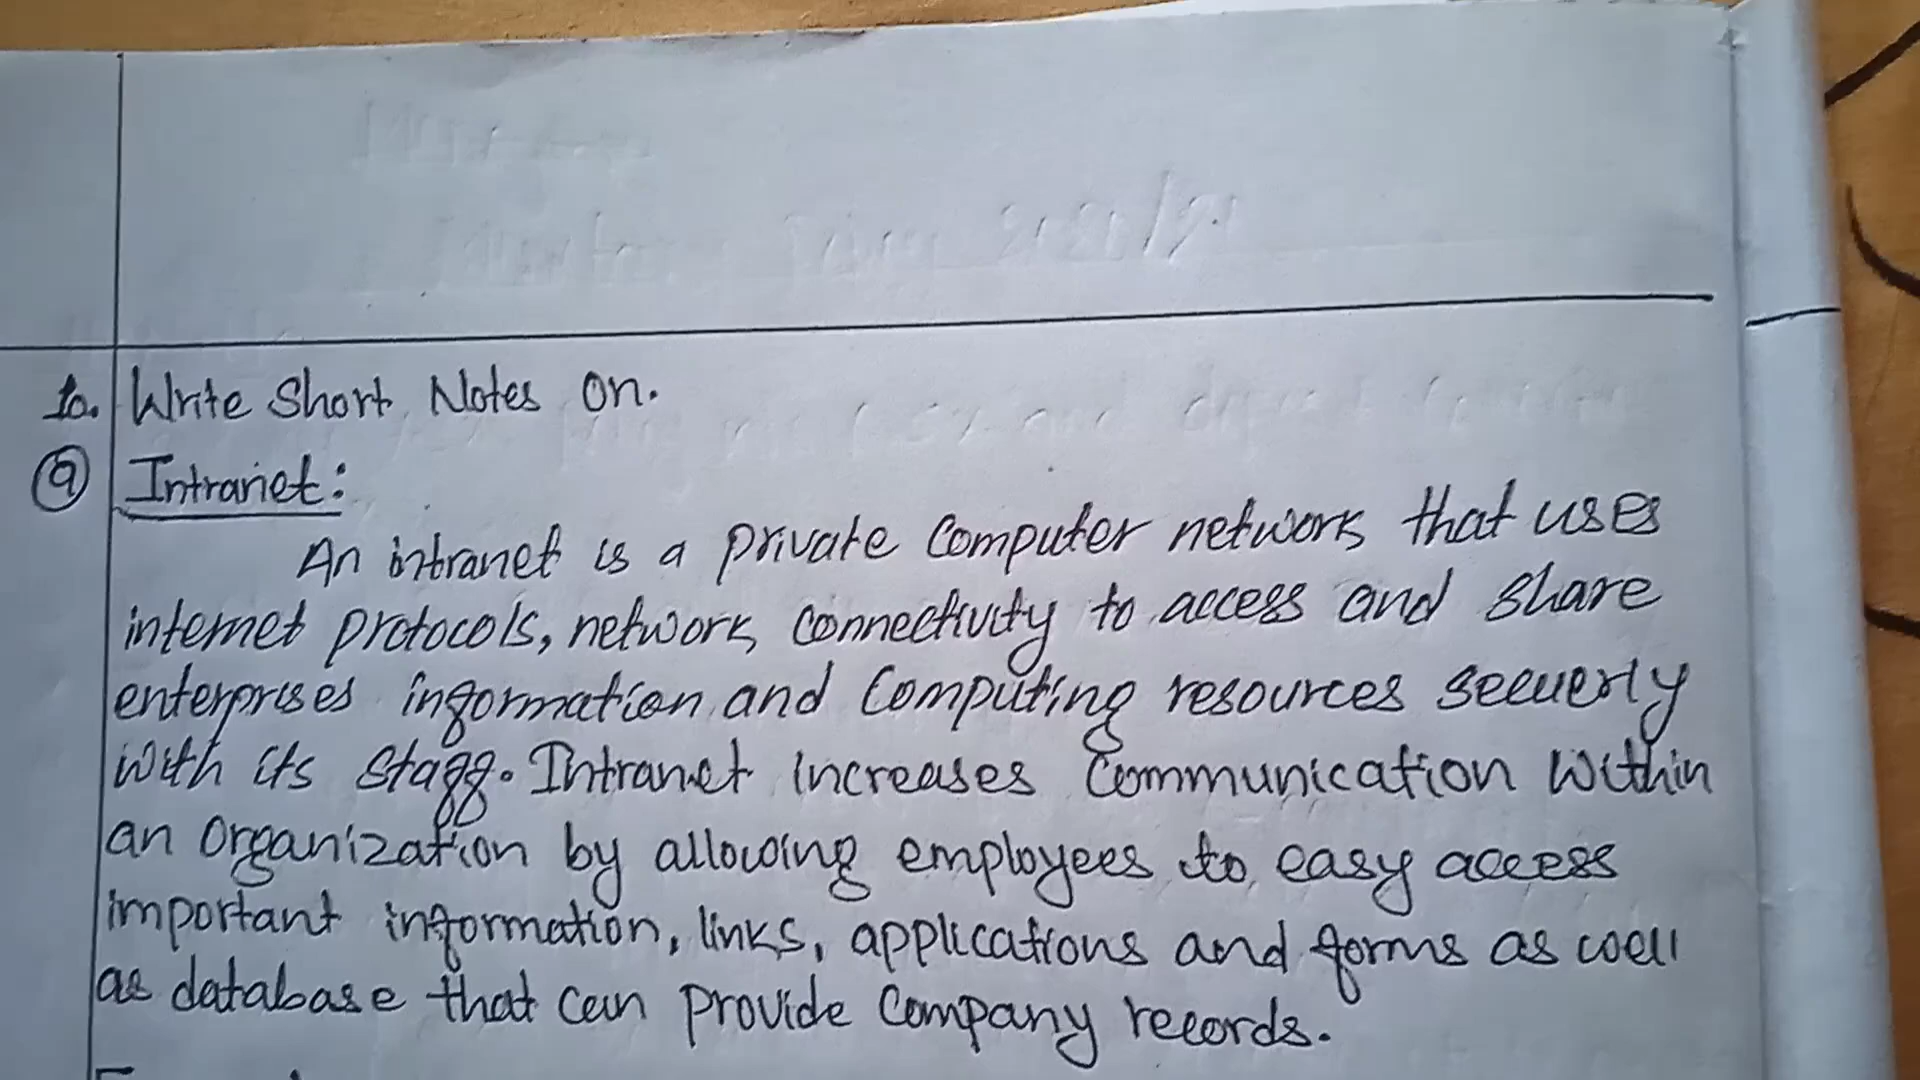 10. Write Short Notes on.
(a) Intranet:
An intranet is a private Computer network that uses
internet protocols, network connectivity to access and share
enterprises information and Computing resources secuerly
with its staff. Intranet increases Communication within
an organization by allowing employees to easy access
important information, links, applications and forms as well
as database that can provide Company records.